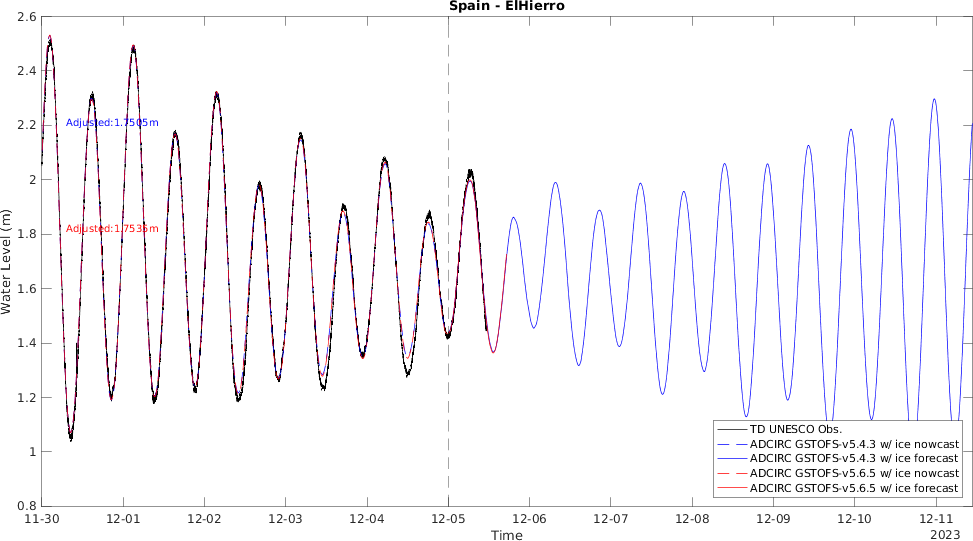 Spain - ElHierro
2.6
2.4
2.2
2
1.8
1.6
1.4
1.2
1
0.8
Water Level (m)
Adjusted:1.7505m
Adjusted:1.7535m
TD UNESCO Obs.
ADCIRC GSTOFS-v5.4.3 w/ ice nowcast
ADCIRC GSTOFS-v5.4.3 w/ ice forecast
ADCIRC GSTOFS-v5.6.5 w/ ice nowcast
ADCIRC GSTOFS-v5.6.5 w/ ice forecast
11-30 12-01 12-02 12-03 12-04 12-05 12-06 12-07 12-08 12-09 12-10 12-11
Time
2023